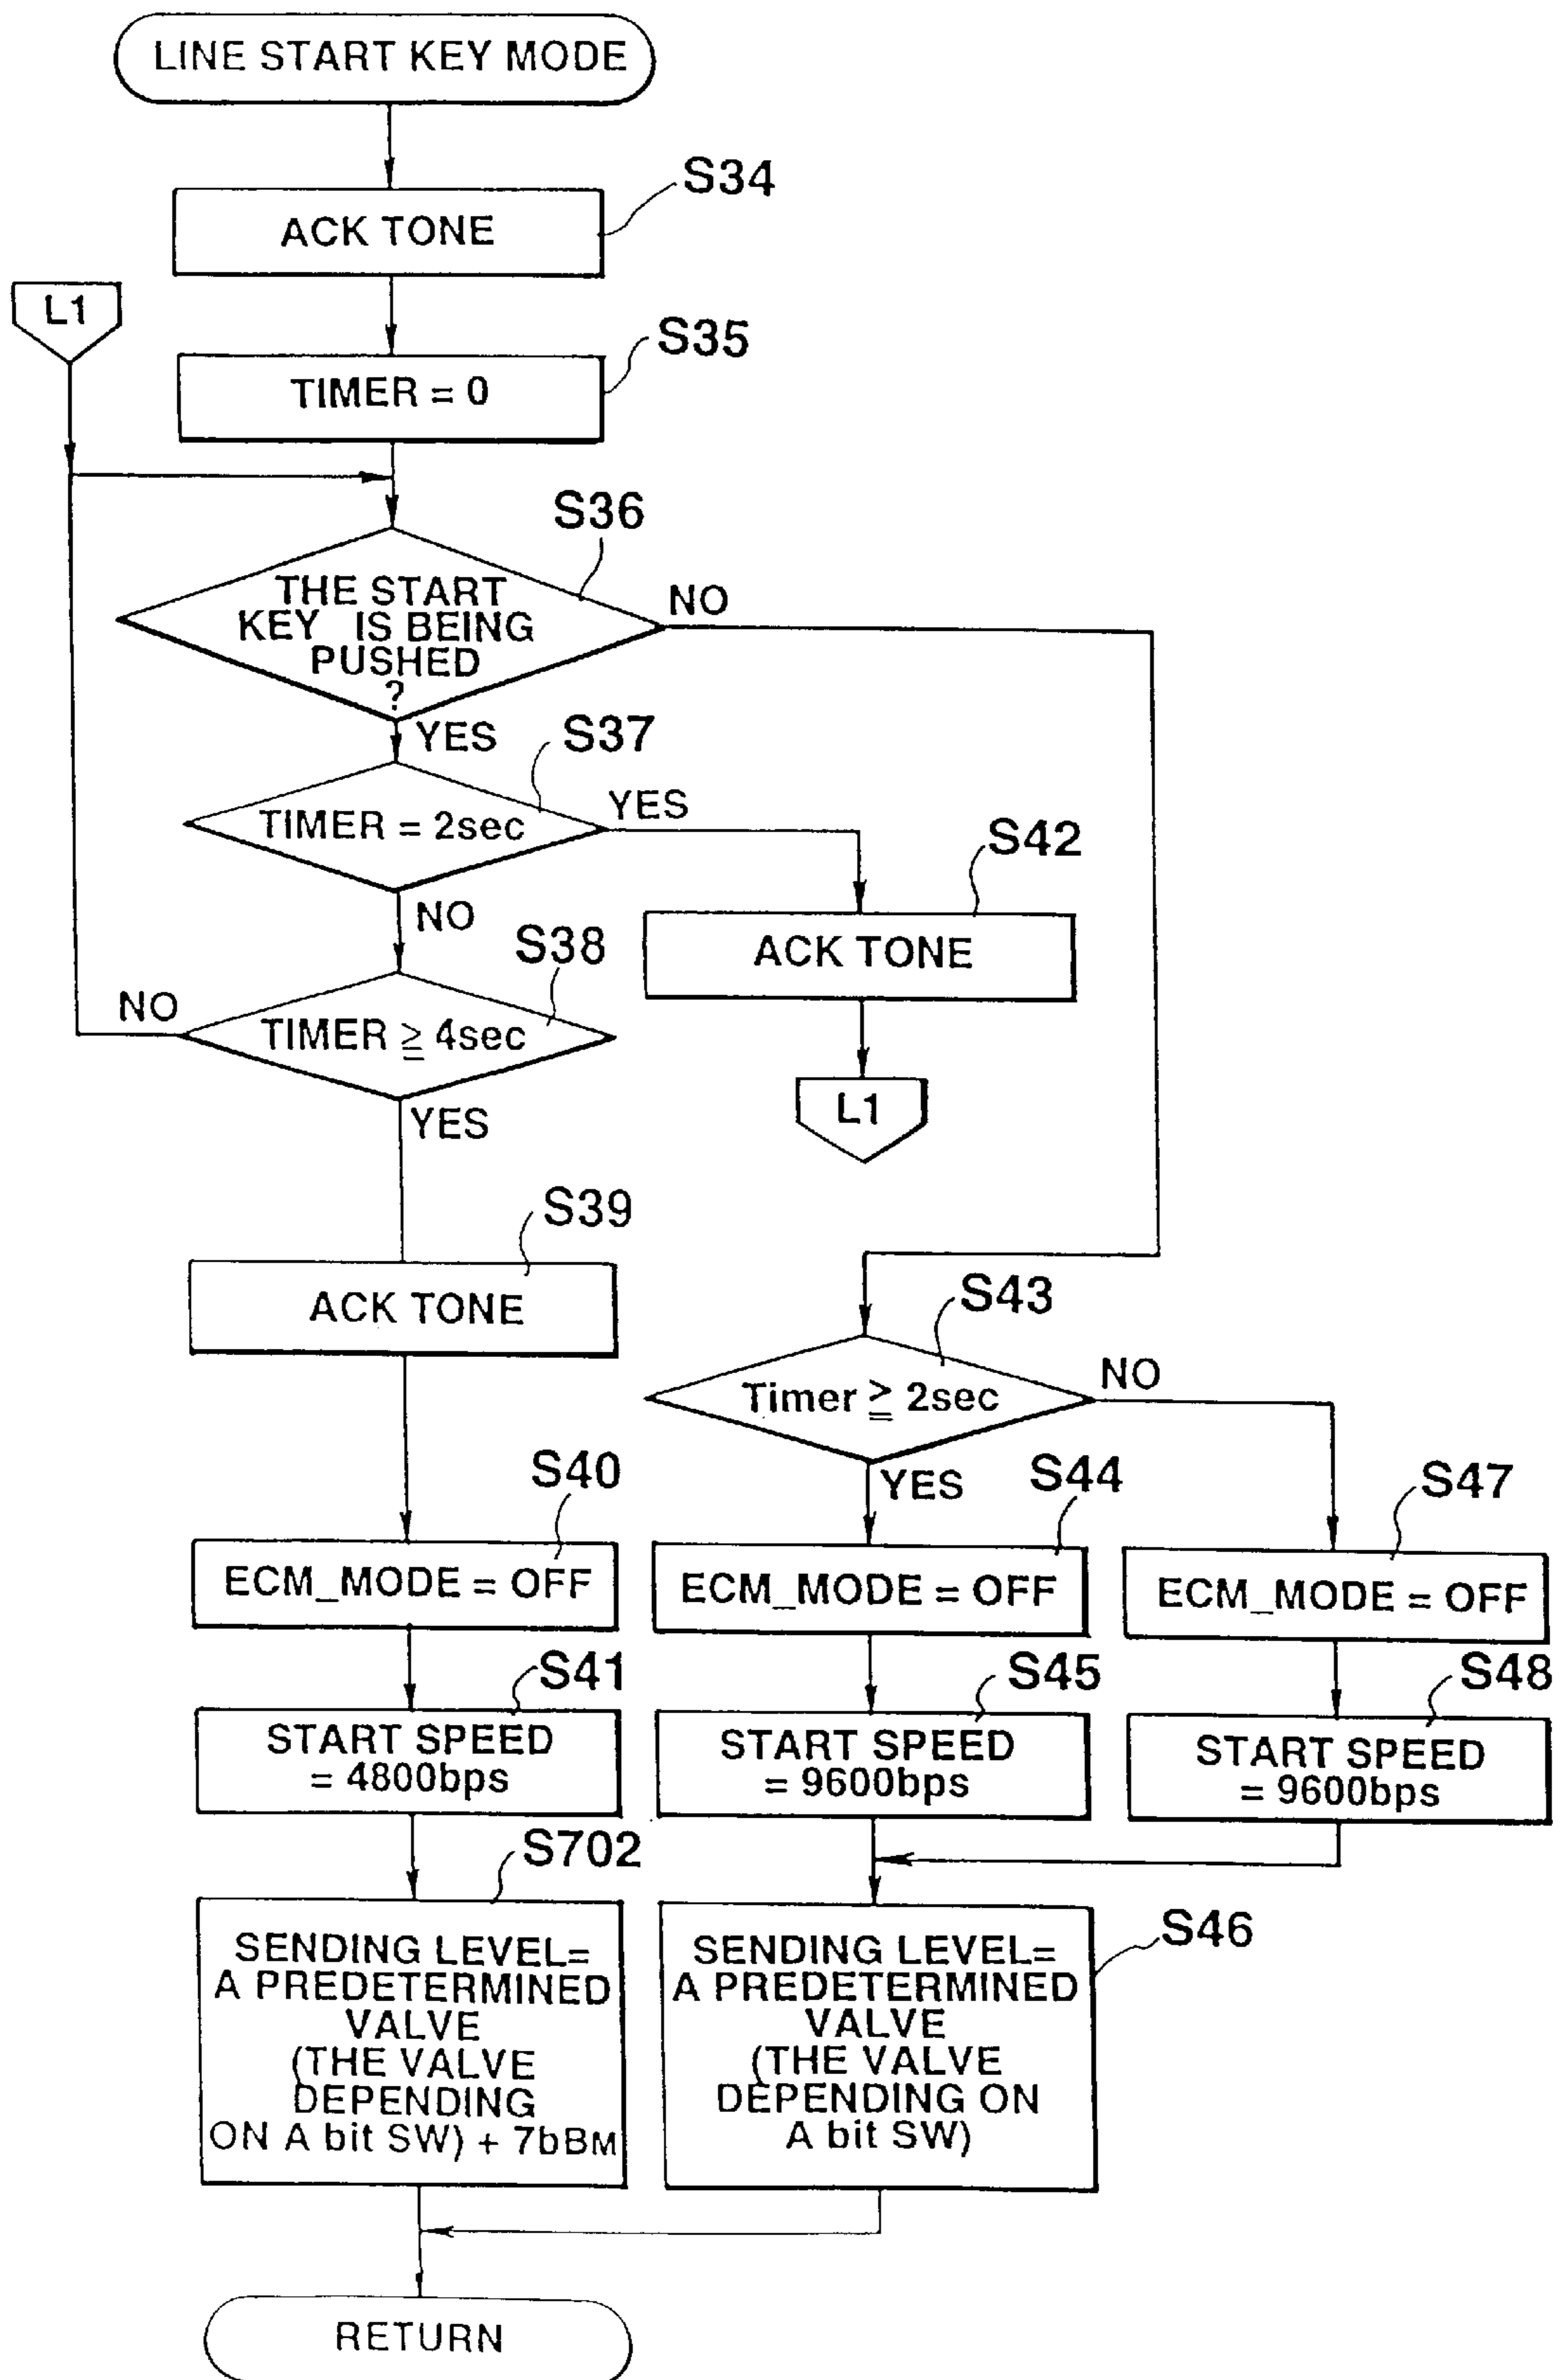 LINE START KEY MODE
S34
ACK TONE
L1
S35
TIMER = 0
S36
THE START
KEY IS BEING
PUSHED
?
NO
YES
S37
TIMER = 2sec
YES
S42
NO
ACK TONE
S38
NO
TIMER ≧ 4sec
L1
YES
S39
ACK TONE
S43
Timer ≧ 2sec
NO
YES
S40
S44
S47
ECM_MODE = OFF
ECM_MODE = OFF
ECM_MODE = OFF
S41
S45
S48
START SPEED
= 4800bps
START SPEED
= 9600bps
START SPEED
= 9600bps
S702
SENDING LEVEL=
A PREDETERMINED
VALVE
(THE VALVE
DEPENDING
ON A bit SW) + 7bBM
S46
SENDING LEVEL=
A PREDETERMINED
VALVE
(THE VALVE
DEPENDING ON
A bit SW)
RETURN